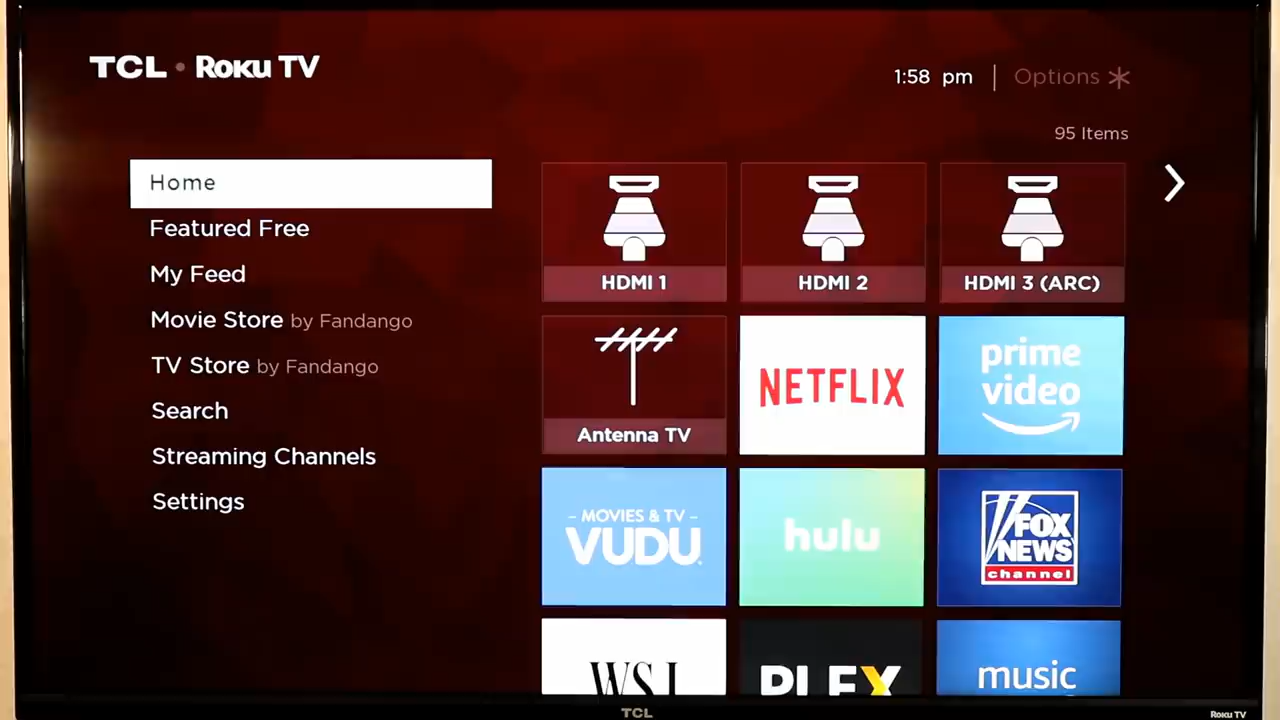 TCL • Roku TV
1:58 pm | Options *
95 Items
Home
Featured Free
My Feed
Movie Store by Fandango
TV Store by Fandango
Search
Streaming Channels
Settings
HDMI 1
HDMI 2
HDMI 3 (ARC)
Antenna TV
NETFLIX
prime
video
– MOVIES & TV –
VUDU
hulu
FOX
NEWS
channel
WSJ
PLEX
music
TCL
Roku TV